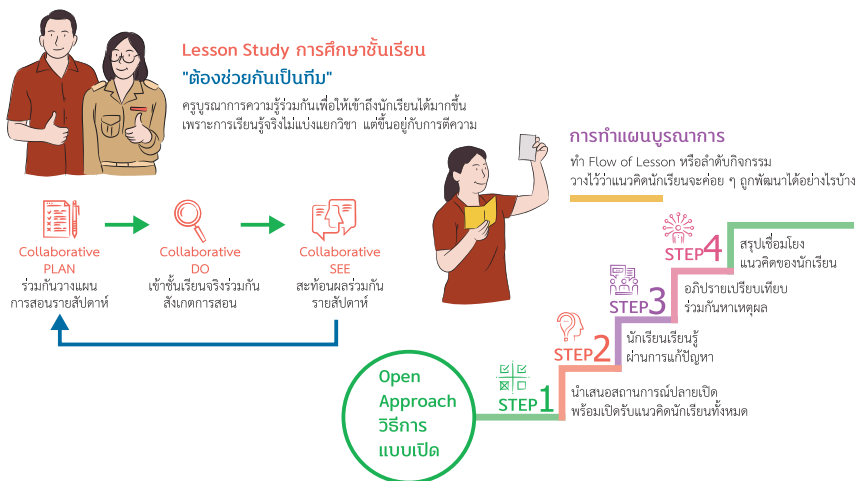 Lesson Study การศึกษาชั้นเรียน
"ต้องช่วยกันเป็นทีม"
ครูบูรณาการความรู้ร่วมกันเพื่อให้เข้าถึงนักเรียนได้มากขึ้น
เพราะการเรียนรู้จริงไม่แบ่งแยกวิชา แต่ขึ้นอยู่กับการตีความ
การทำแผนบูรณาการ
ทำ Flow of Lesson หรือลำดับกิจกรรม
วางไว้ว่าแนวคิดนักเรียนจะค่อย ๆ ถูกพัฒนาได้อย่างไรบ้าง
Collaborative
PLAN
ร่วมกันวางแผน
การสอนรายสัปดาห์
Collaborative
DO
เข้าชั้นเรียนจริงร่วมกัน
สังเกตการสอน
Collaborative
SEE
สะท้อนผลร่วมกัน
รายสัปดาห์
Open
Approach
วิธีการ
แบบเปิด
STEP1
นำเสนอสถานการณ์ปลายเปิด
พร้อมเปิดรับแนวคิดนักเรียนทั้งหมด
STEP2
นักเรียนเรียนรู้
ผ่านการแก้ปัญหา
STEP3
อภิปรายเปรียบเทียบ
ร่วมกันหาเหตุผล
STEP4
สรุปเชื่อมโยง
แนวคิดของนักเรียน